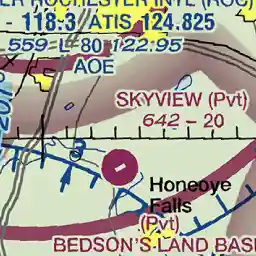 ER ROCHESTER INTL (ROC)
- 118.3 ATIS 124.825
559 L 80 122.95
AOE
SKYVIEW (Pvt)
642 - 20
Honeoye
Falls
(Pvt)
BEDSON'S LAND BASE